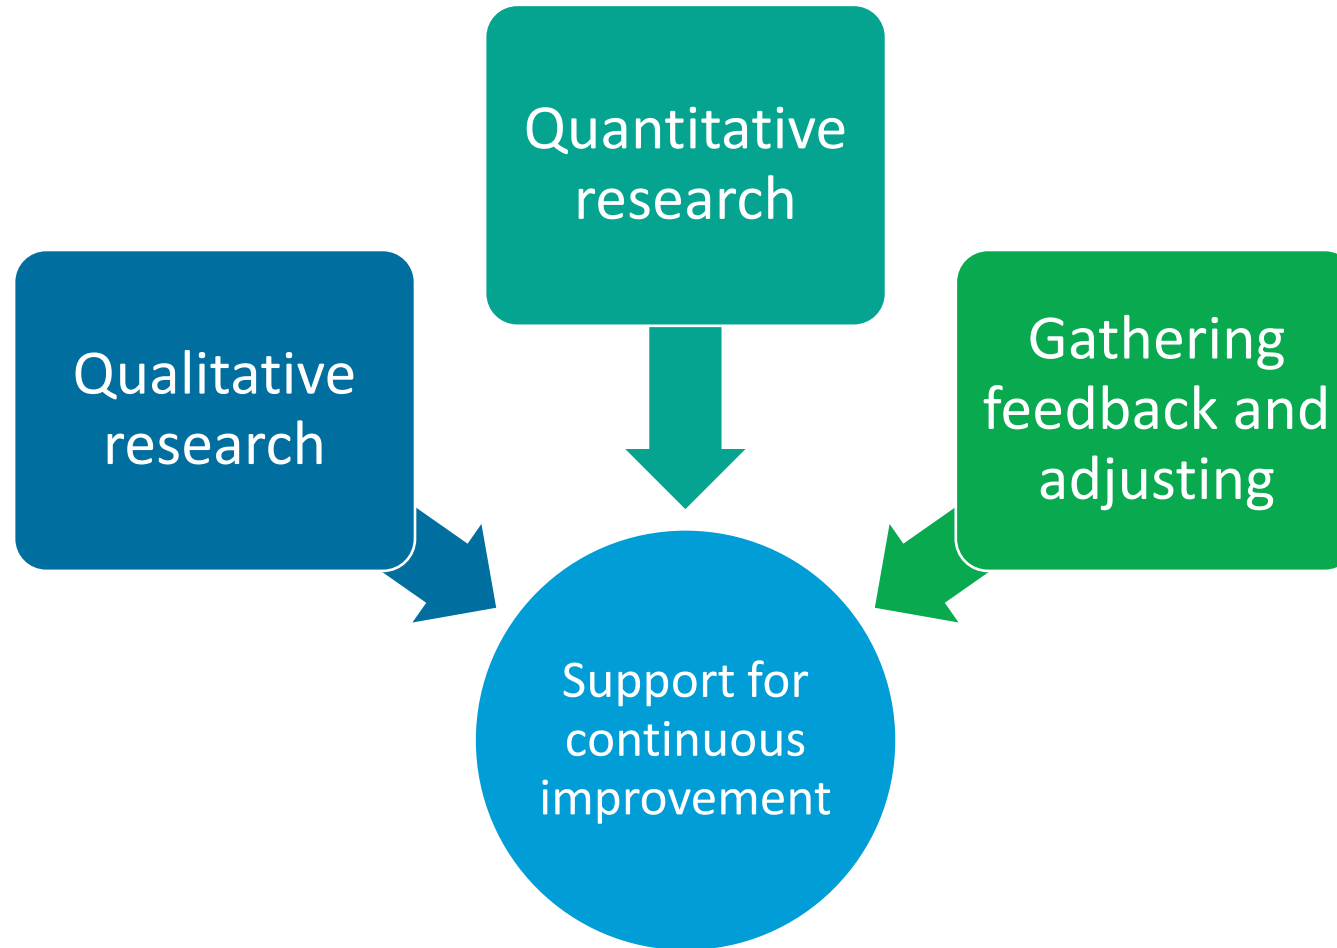 Quantitative
research
Qualitative
research
Gathering
feedback and
adjusting
Support for
continuous
improvement